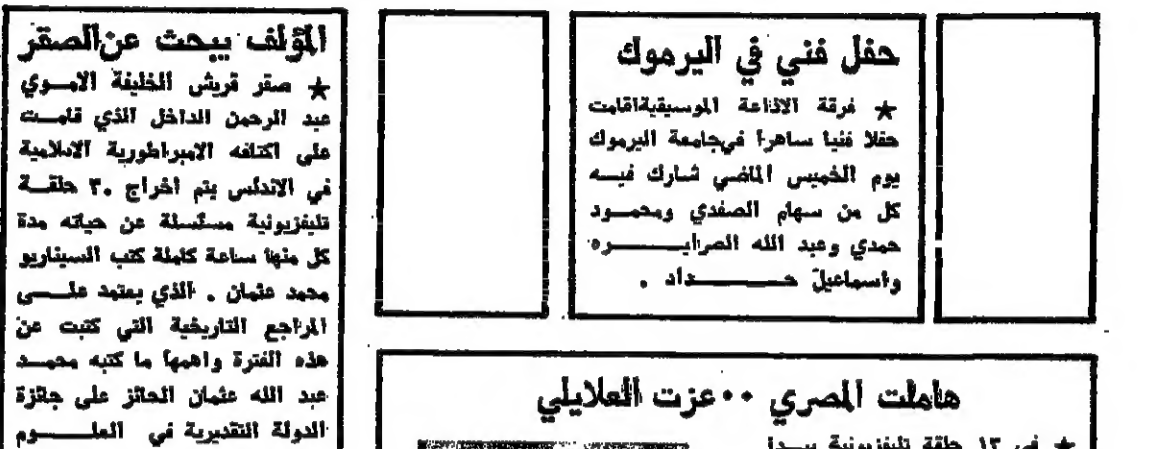 حفل فني في اليرموك
★ فرقة الاذاعة الموسيقية اقامت
حفلا فنيا ساهرا في جامعة اليرموك
يوم الخميس الماضي شارك فيه
كل من سهام الصفدي ومحمود
حمدي وعبد الله الصرايره
واسماعيل حداد .
هاملت المصري ٠٠ عزت العلايلي
★ في ١٣ حلقة تليفزيونية يبدا
المؤلف يبحث عن الصقر
★ صقر قريش الخليفة الاموي
عبد الرحمن الداخل الذي قامت
على اكتافه الامبراطورية الاسلامية
في الاندلس يتم اخراج ٣٠ حلقة
تليفزيونية مسلسلة عن حياته مدة
كل منها ساعة كاملة كتب السيناريو
محمد عثمان . الذي يعتمد على
المراجع التاريخية التي كتبت عن
هذه الفترة واهمها ما كتبه محمد
عبد الله عثمان الحائز على جائزة
الدولة التقديرية في العلوم